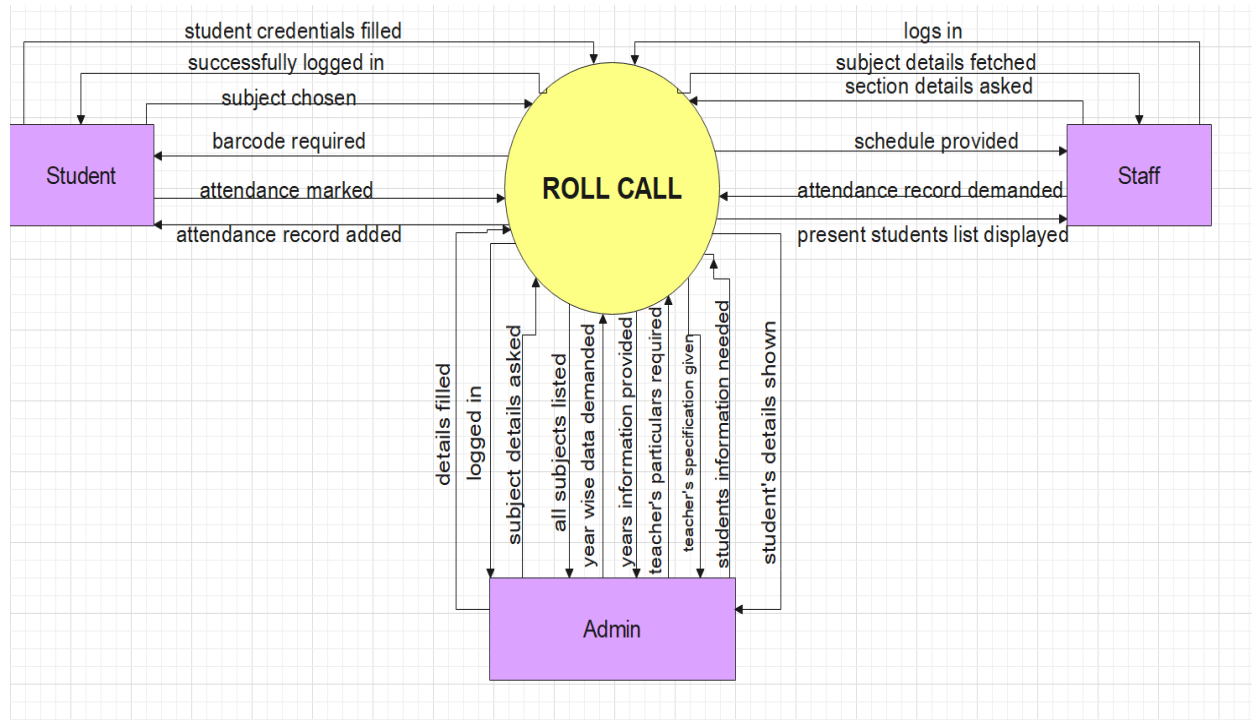 student credentials filled
logs in
successfully logged in
subject details fetched
subject chosen
section details asked
barcode required
schedule provided
Student
ROLL CALL
Staff
attendance marked
attendance record demanded
attendance record added
present students list displayed
details filled
logged in
subject details asked
all subjects listed
year wise data demanded
years information provided
teacher's particulars required
teacher's specification given
students information needed
student's details shown
Admin